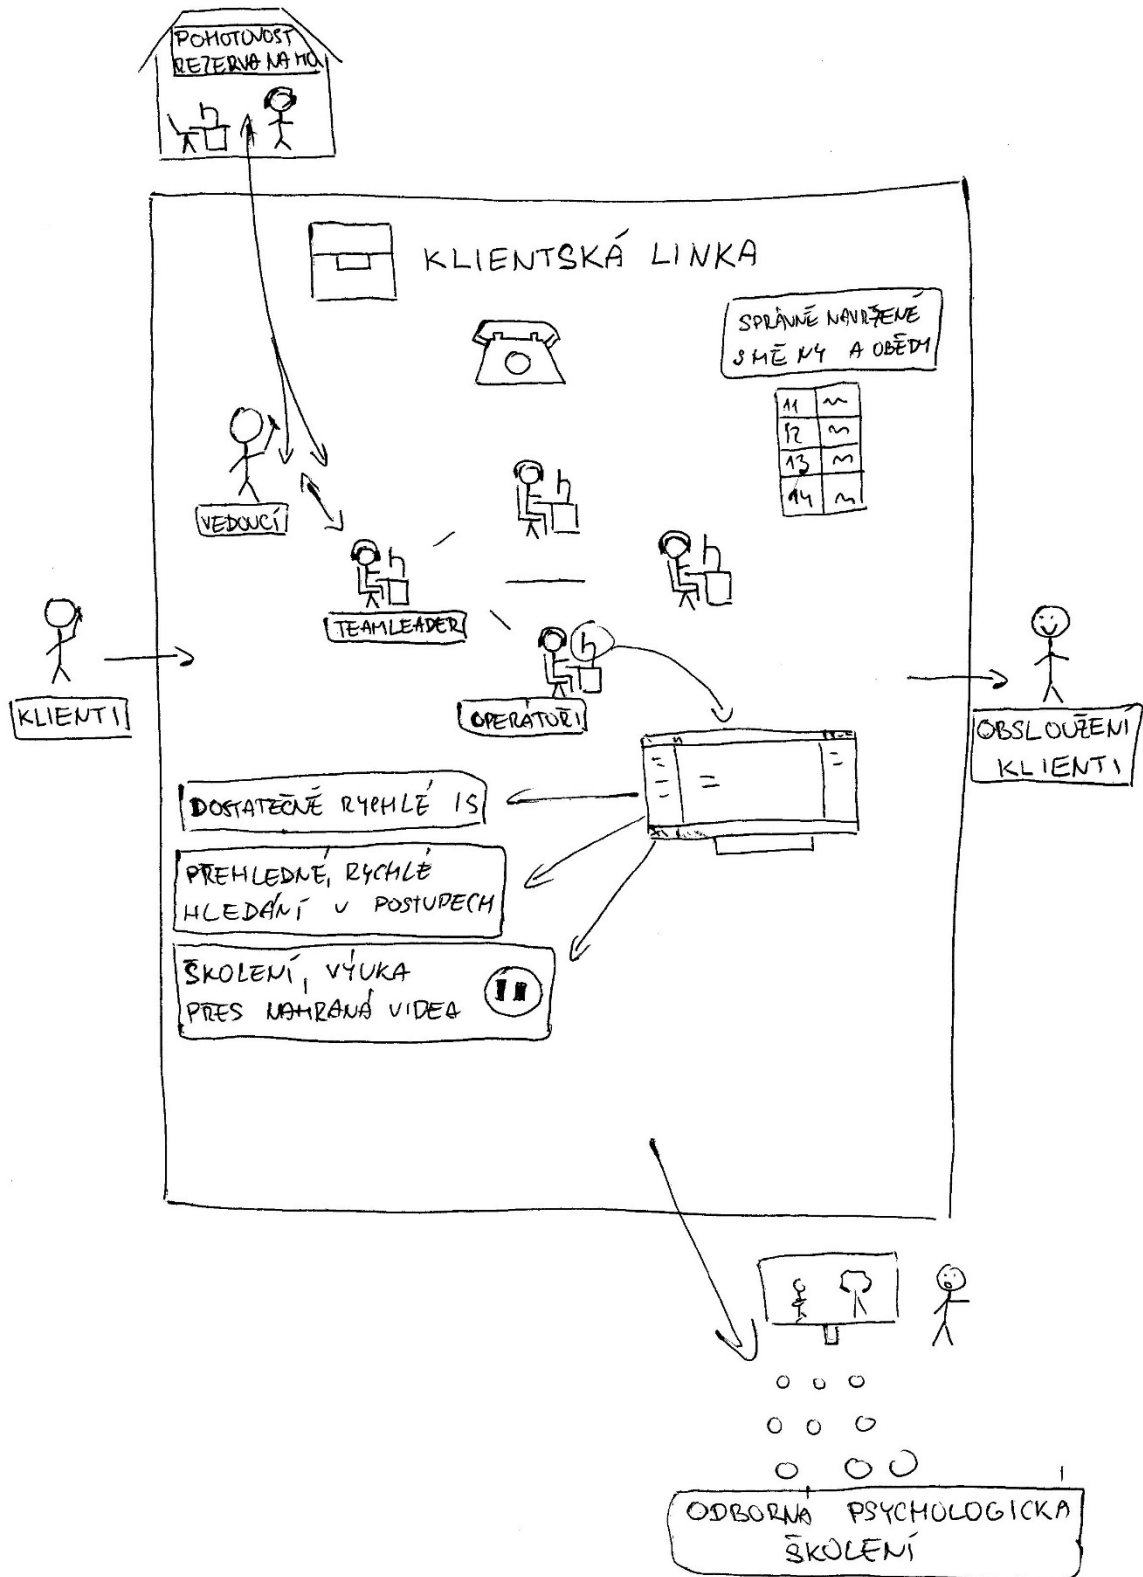 POHOTOVOST
REZERVA NA HO
KLIENTSKÁ LINKA
SPRÁVNĚ NAVRŽENÉ
SMĚNY A OBĚDY
11
12
13
14
VEDOUCÍ
TEAMLEADER
KLIENTI
OPERÁTOŘI
OBSLOUŽENÍ
KLIENTI
DOSTATEČNĚ RYCHLÉ IS
PŘEHLEDNÉ, RYCHLÉ
HLEDÁNÍ V POSTUPECH
ŠKOLENÍ, VÝUKA
PŘES NAHRANÁ VIDEA
ODBORNÁ PSYCHOLOGICKÁ
ŠKOLENÍ